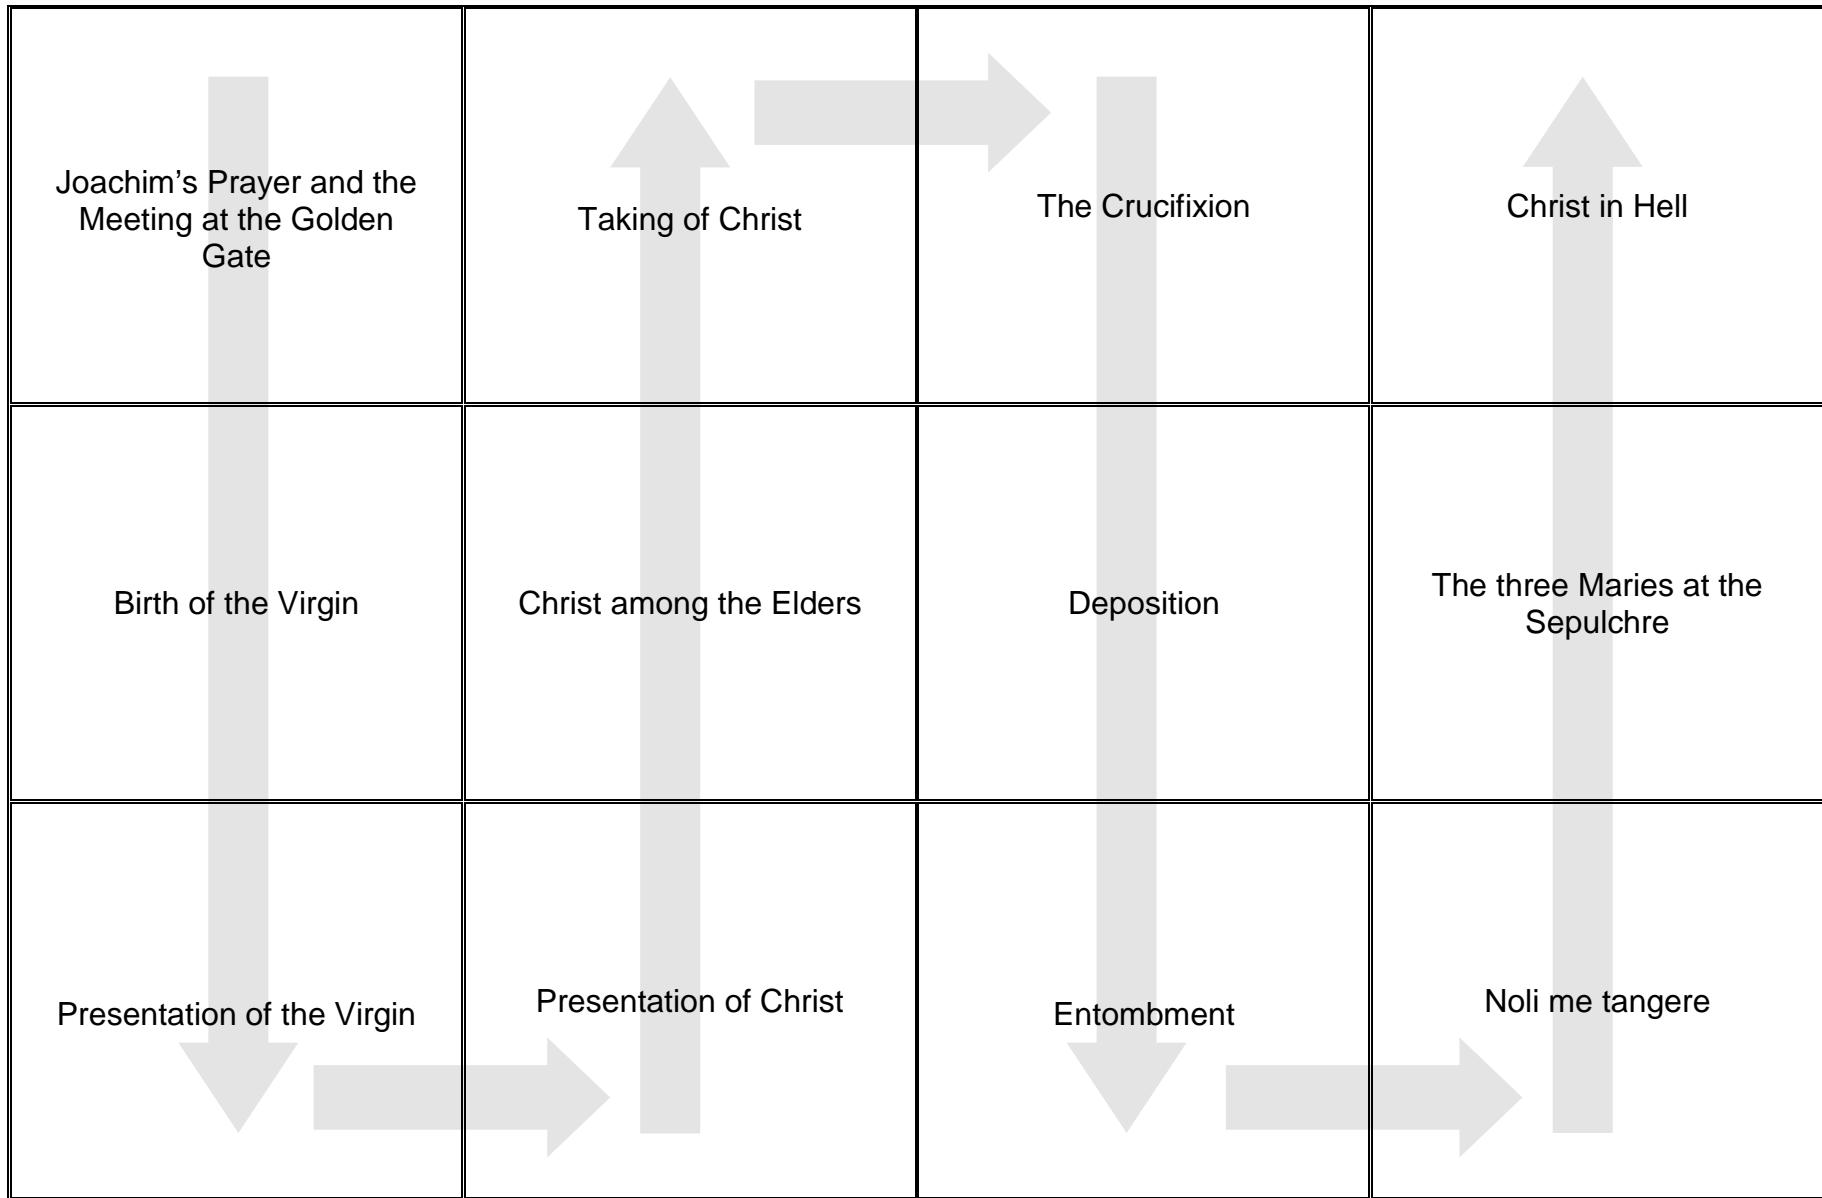 Joachim’s Prayer and the
Meeting at the Golden
Gate
Taking of Christ
The Crucifixion
Christ in Hell
Birth of the Virgin
Christ among the Elders
Deposition
The three Maries at the
Sepulchre
Presentation of the Virgin
Presentation of Christ
Entombment
Noli me tangere